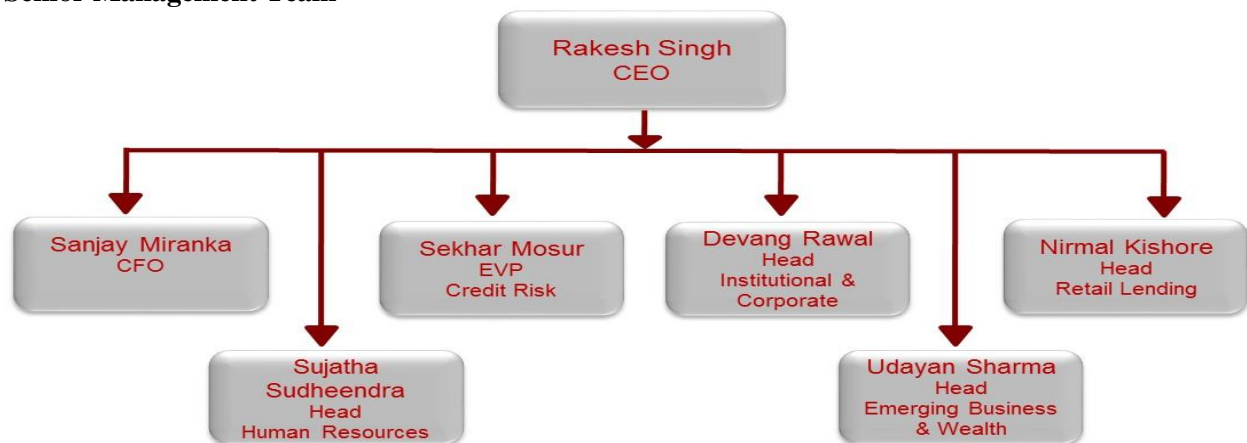 Senior Management Team
Rakesh Singh
CEO
Sanjay Miranka
CFO
Sekhar Mosur
EVP
Credit Risk
Devang Rawal
Head
Institutional &
Corporate
Nirmal Kishore
Head
Retail Lending
Sujatha
Sudheendra
Head
Human Resources
Udayan Sharma
Head
Emerging Business
& Wealth